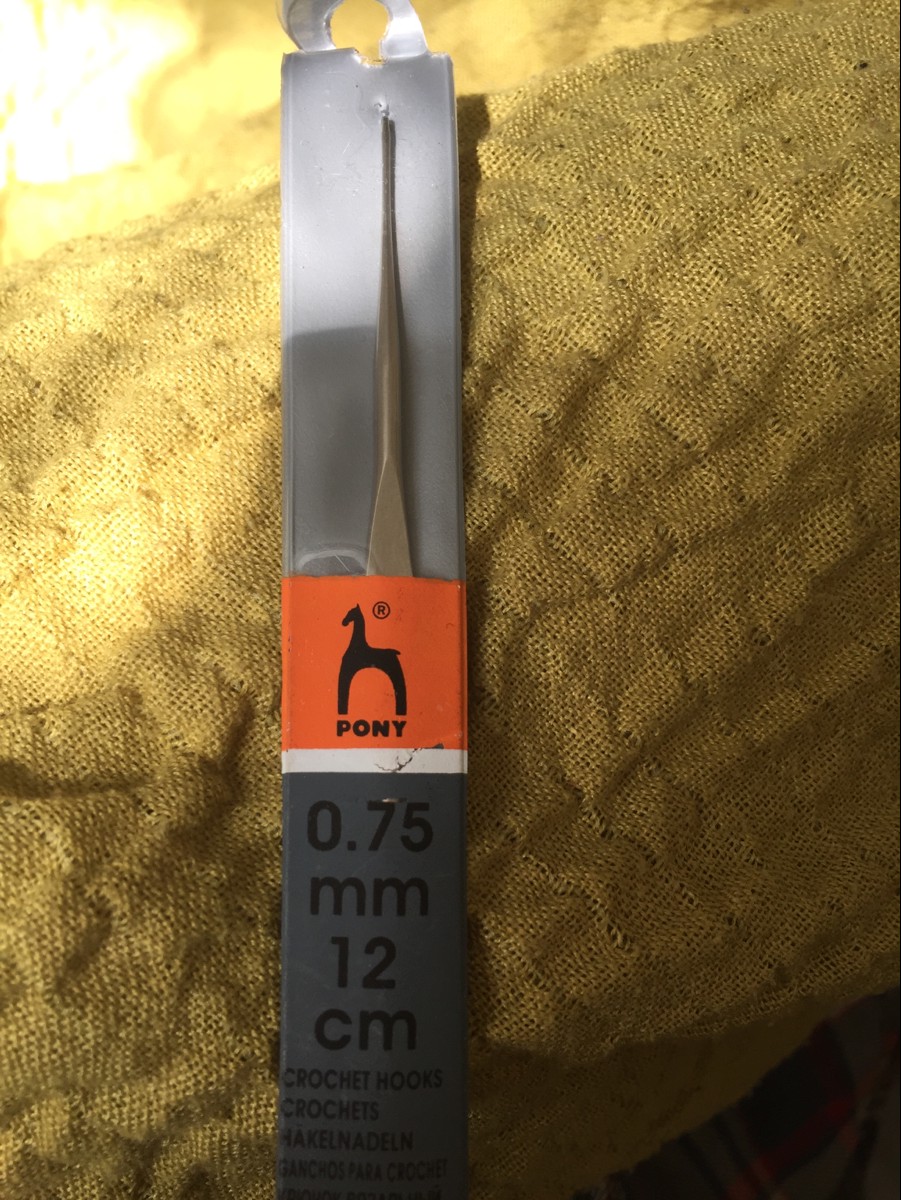 ®
PONY
0.75
mm
12
cm
CROCHET HOOKS
CROCHETS
HÄKELNADELN
GANCHOS PARA CROCHET